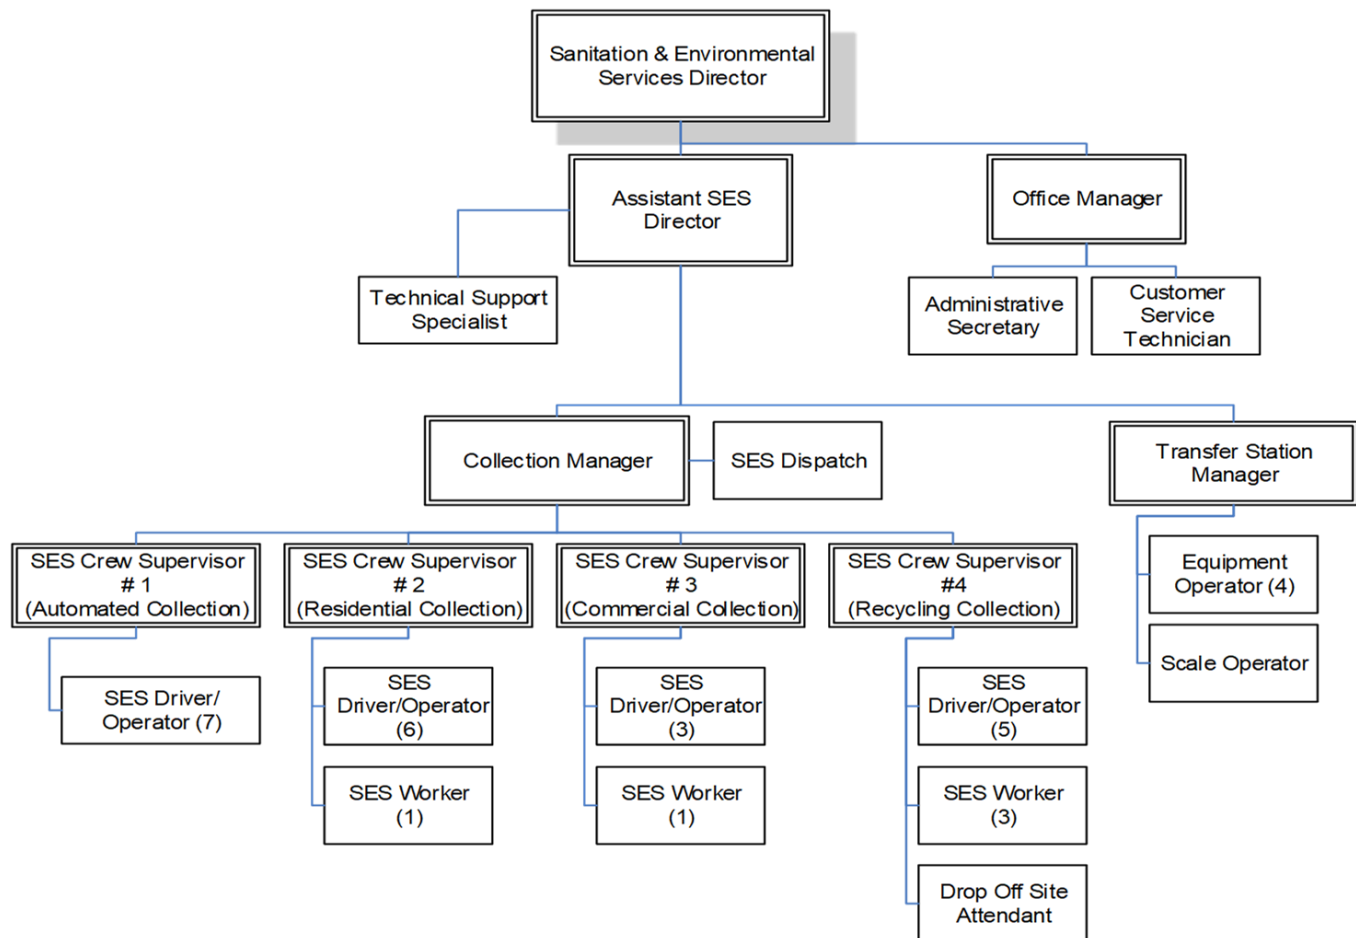 Sanitation & Environmental
Services Director
Assistant SES
Director
Office Manager
Technical Support
Specialist
Administrative
Secretary
Customer
Service
Technician
Collection Manager
SES Dispatch
Transfer Station
Manager
SES Crew Supervisor
# 1
(Automated Collection)
SES Crew Supervisor
# 2
(Residential Collection)
SES Crew Supervisor
# 3
(Commercial Collection)
SES Crew Supervisor
#4
(Recycling Collection)
Equipment
Operator (4)
Scale Operator
SES Driver/
Operator (7)
SES
Driver/Operator
(6)
SES Worker
(1)
SES
Driver/Operator
(3)
SES Worker
(1)
SES
Driver/Operator
(5)
SES Worker
(3)
Drop Off Site
Attendant